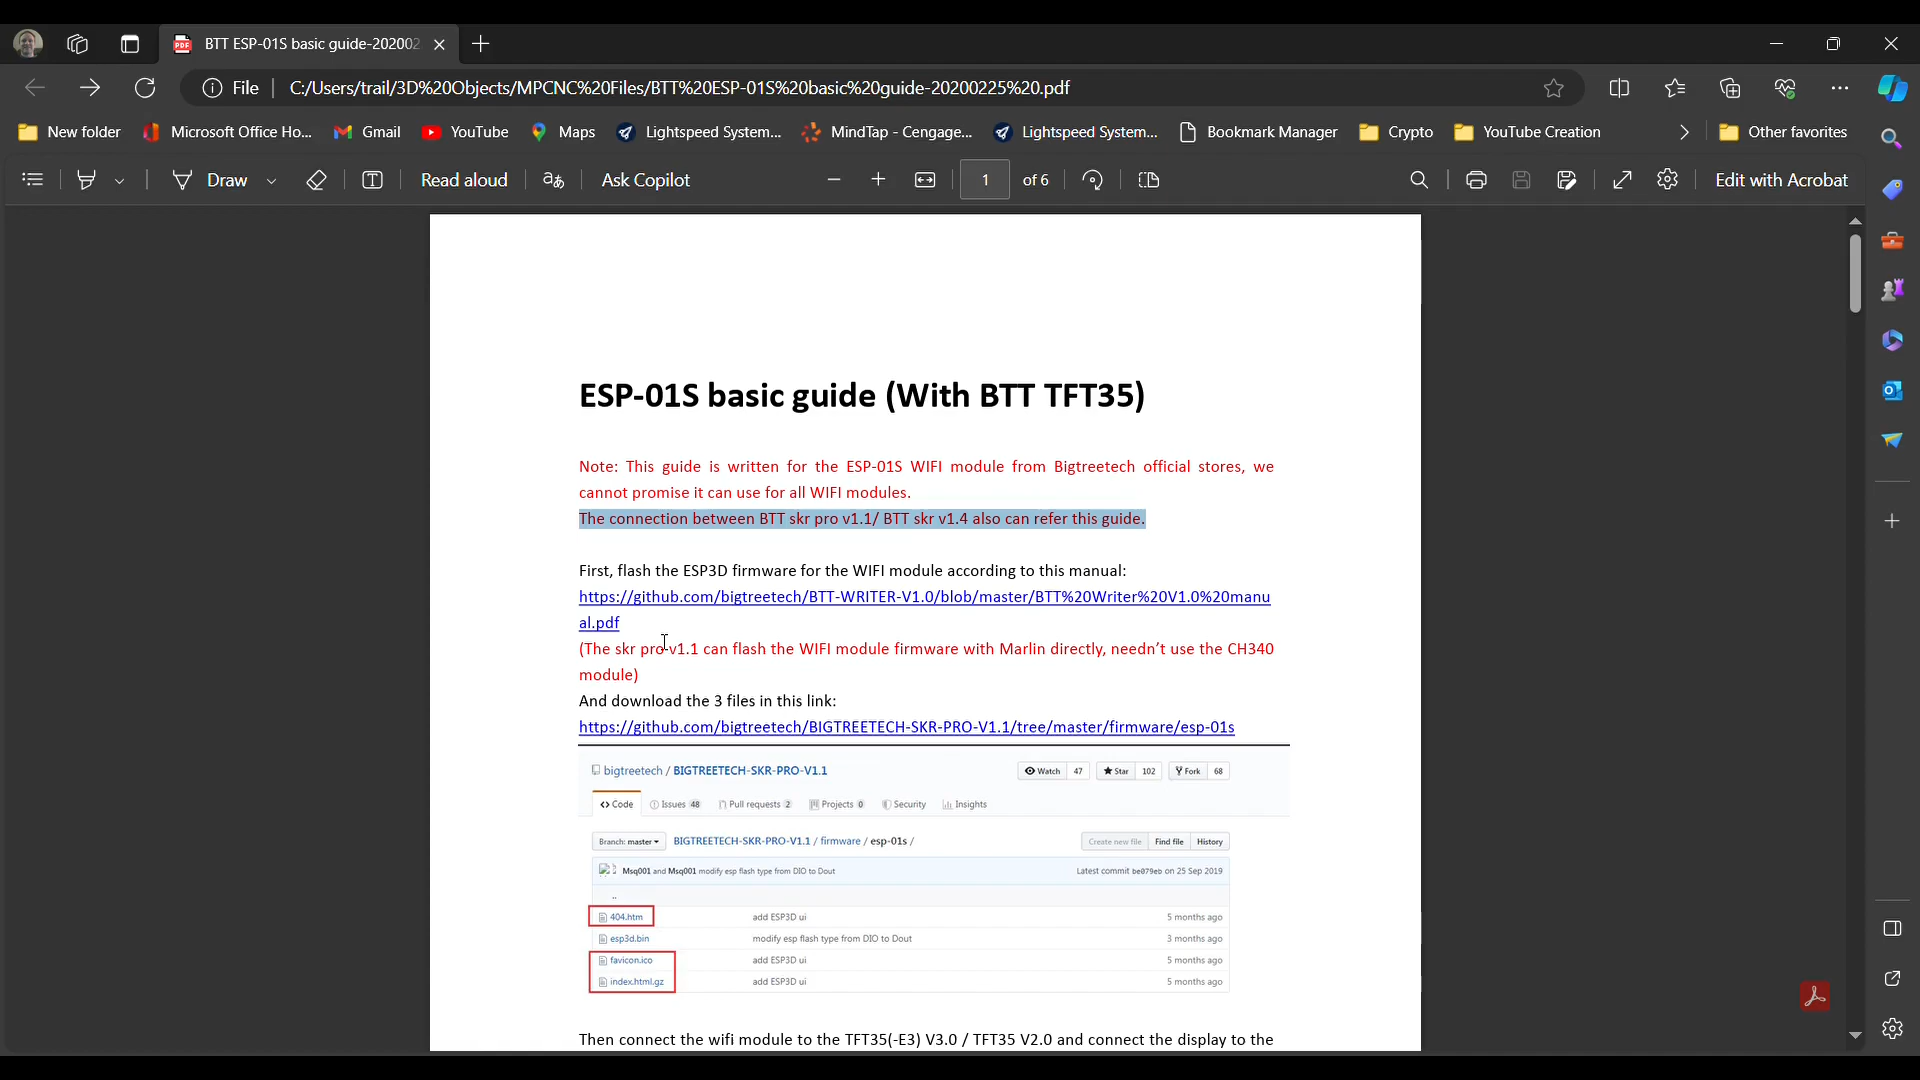 BTT ESP-01S basic guide-202002
File
C:/Users/trail/3D%20Objects/MPCNC%20Files/BTT%20ESP-01S%20basic%20guide-20200225%20.pdf
New folder
Microsoft Office Ho...
Gmail
YouTube
Maps
Lightspeed System...
MindTap - Cengage...
Lightspeed System...
Bookmark Manager
Crypto
YouTube Creation
Other favorites
Draw
Read aloud
Ask Copilot
1 of 6
Edit with Acrobat
ESP-01S basic guide (With BTT TFT35)
Note: This guide is written for the ESP-01S WIFI module from Bigtreetech official stores, we
cannot promise it can use for all WIFI modules.
The connection between BTT skr pro v1.1/ BTT skr v1.4 also can refer this guide.
First, flash the ESP3D firmware for the WIFI module according to this manual:
https://github.com/bigtreetech/BTT-WRITER-V1.0/blob/master/BTT%20Writer%20V1.0%20manu
al.pdf
(The skr pro v1.1 can flash the WIFI module firmware with Marlin directly, needn't use the CH340
module)
And download the 3 files in this link:
https://github.com/bigtreetech/BIGTREETECH-SKR-PRO-V1.1/tree/master/firmware/esp-01s
bigtreetech / BIGTREETECH-SKR-PRO-V1.1
Watch 47 Star 102 Fork 68
Code Issues 48 Pull requests 2 Projects 0 Security Insights
Branch: master BIGTREETECH-SKR-PRO-V1.1 / firmware / esp-01s /
Create new file Find file History
Msq001 and Msq001 modify esp flash type from DIO to Dout Latest commit be079eb on 25 Sep 2019
..
404.htm add ESP3D ui 5 months ago
esp3d.bin modify esp flash type from DIO to Dout 3 months ago
favicon.ico add ESP3D ui 5 months ago
index.html.gz add ESP3D ui 5 months ago
Then connect the wifi module to the TFT35(-E3) V3.0 / TFT35 V2.0 and connect the display to the